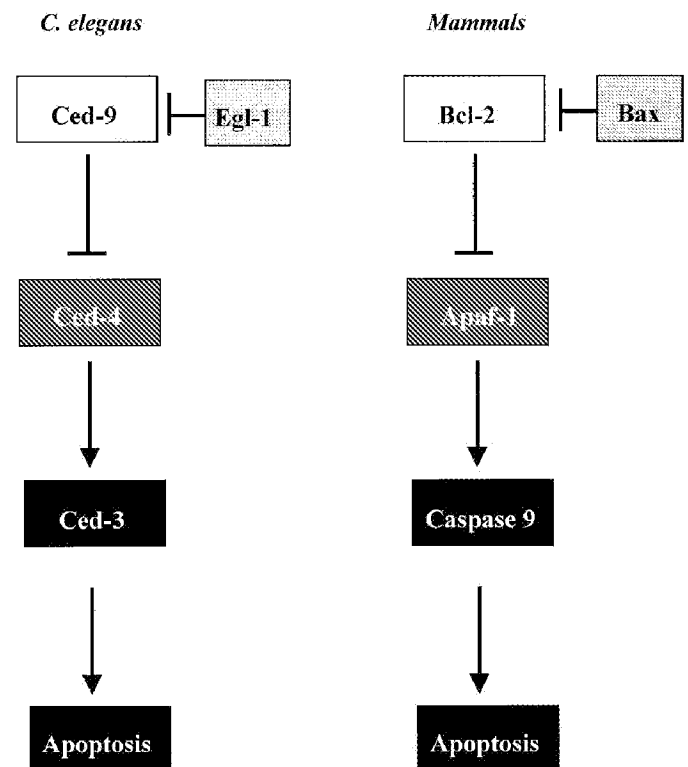 C. elegans
Mammals
Ced-9
Egl-1
Bcl-2
Bax
Ced-4
Apaf-1
Ced-3
Caspase 9
Apoptosis
Apoptosis